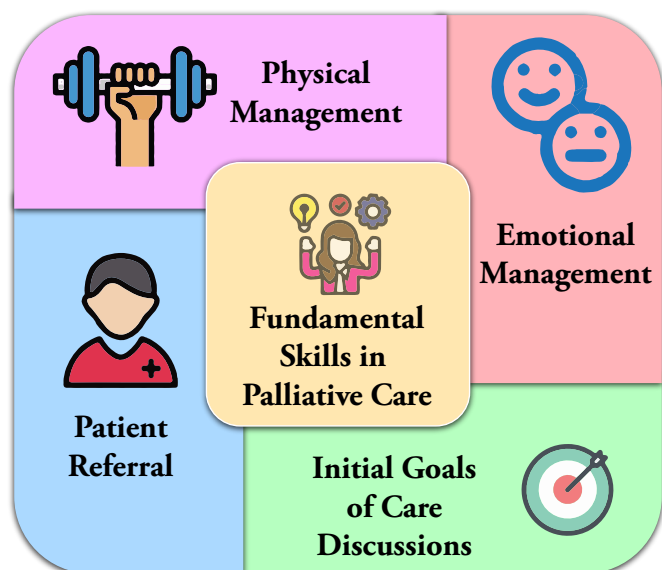 Physical
Management
Emotional
Management
Fundamental
Skills in
Palliative Care
Patient
Referral
Initial Goals
of Care
Discussions